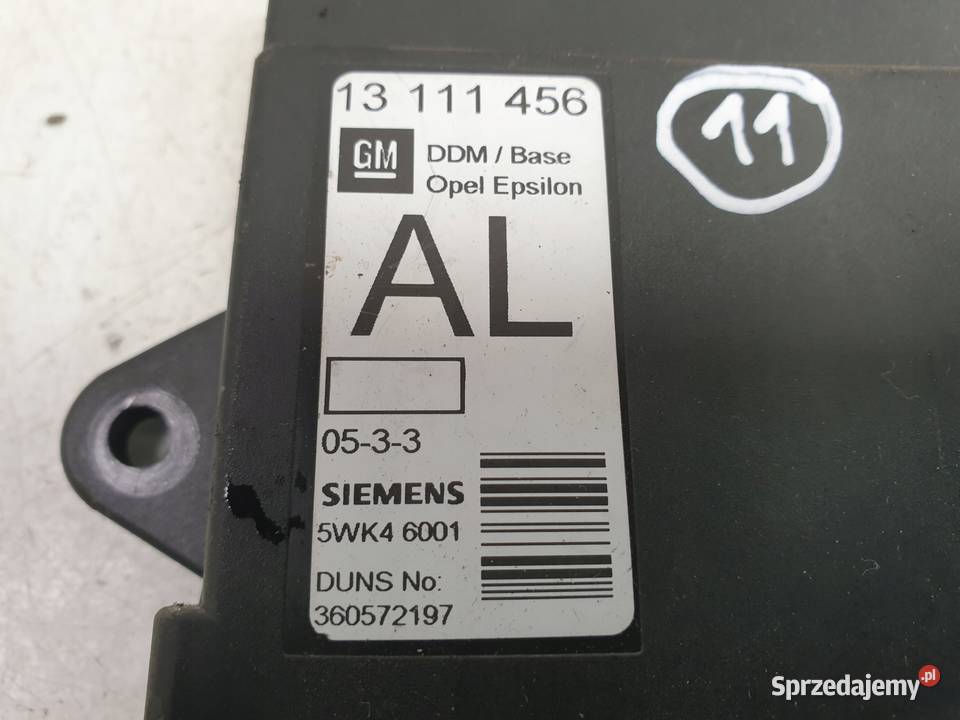 13 111 456
11
GM
DDM / Base
Opel Epsilon
AL
05-3-3
SIEMENS
5WK4 6001
DUNS No:
360572197
Sprzedajemy.pl